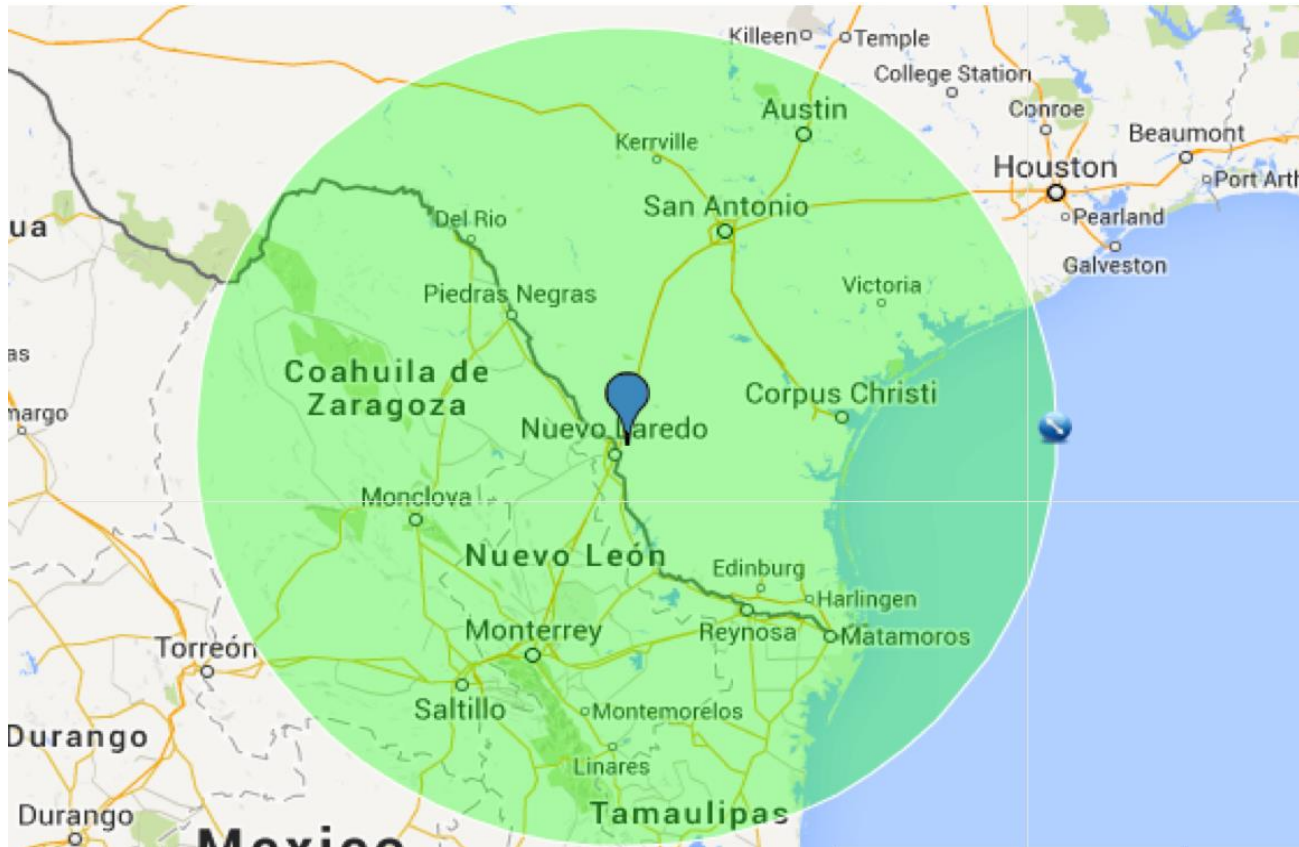 Killeen
Temple
College Station
Austin
Conroe
Beaumont
Kerrville
Houston
Port Arth
San Antonio
Pearland
ua
Del Rio
Galveston
Victoria
Piedras Negras
as
Coahuila de
Zaragoza
Corpus Christi
margo
Nuevo Laredo
Monclova
Nuevo León
Edinburg
Harlingen
Monterrey
Reynosa
Matamoros
Torreón
Saltillo
Montemorelos
Durango
Linares
Tamaulipas
Durango
Mexico